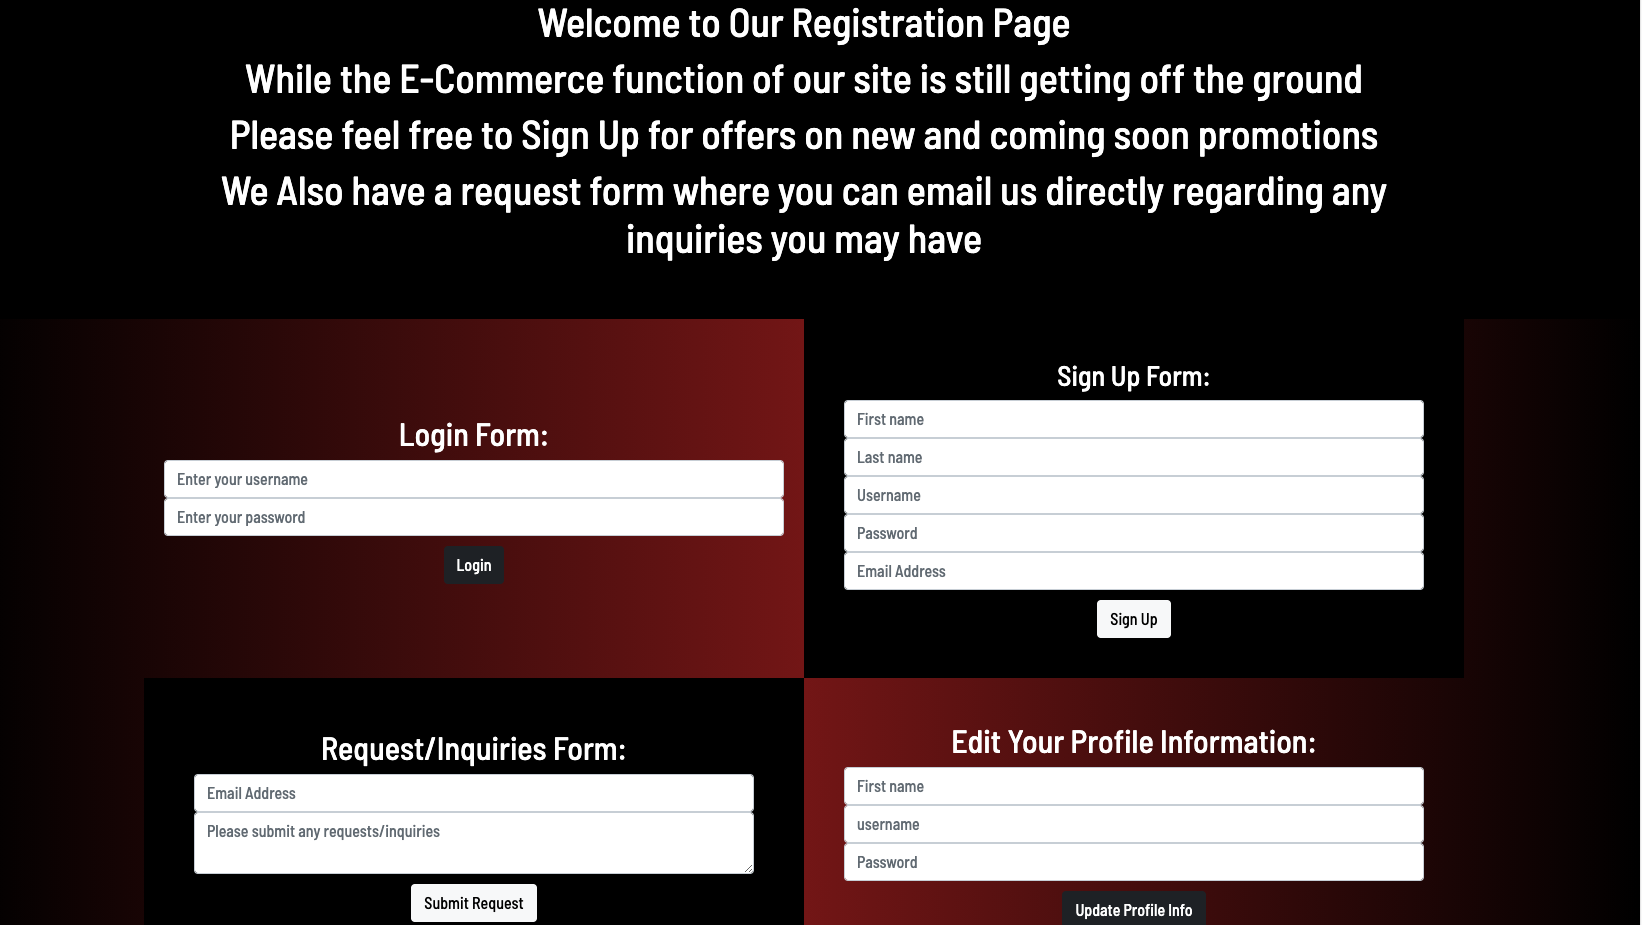 Welcome to Our Registration Page
While the E-Commerce function of our site is still getting off the ground
Please feel free to Sign Up for offers on new and coming soon promotions
We Also have a request form where you can email us directly regarding any
inquiries you may have
Login Form:
Enter your username
Enter your password
Login
Sign Up Form:
First name
Last name
Username
Password
Email Address
Sign Up
Request/Inquiries Form:
Email Address
Please submit any requests/inquiries
Submit Request
Edit Your Profile Information:
First name
username
Password
Update Profile Info